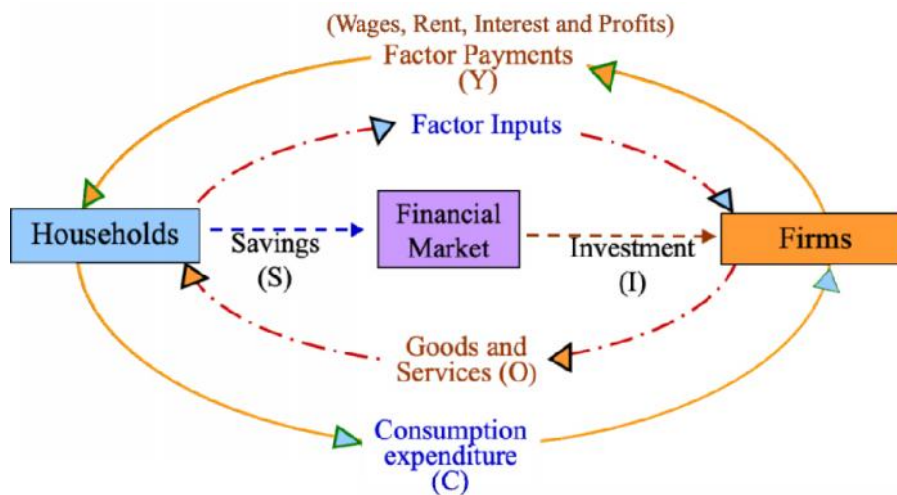 (Wages, Rent, Interest and Profits)
Factor Payments
(Y)
Factor Inputs
Households
Savings
(S)
Financial
Market
Investment
(I)
Firms
Goods and
Services (O)
Consumption
expenditure
(C)